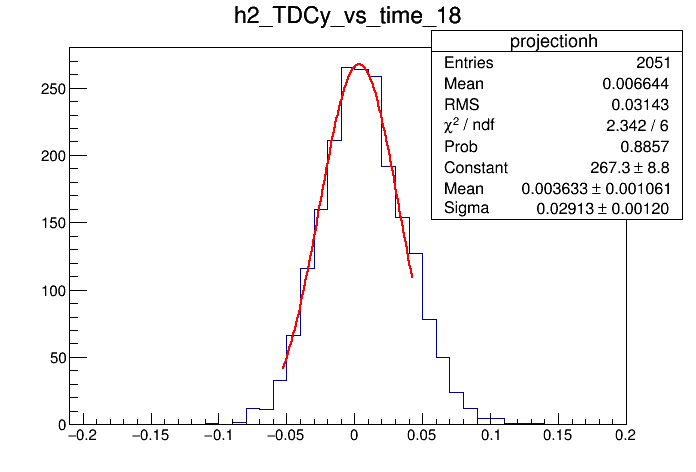 h2_TDCy_vs_time_18
projectionh
Entries 2051
Mean 0.006644
RMS 0.03143
χ² / ndf 2.342 / 6
Prob 0.8857
Constant 267.3 ± 8.8
Mean 0.003633 ± 0.001061
Sigma 0.02913 ± 0.00120
250
200
150
100
50
0
−0.2 −0.15 −0.1 −0.05 0 0.05 0.1 0.15 0.2